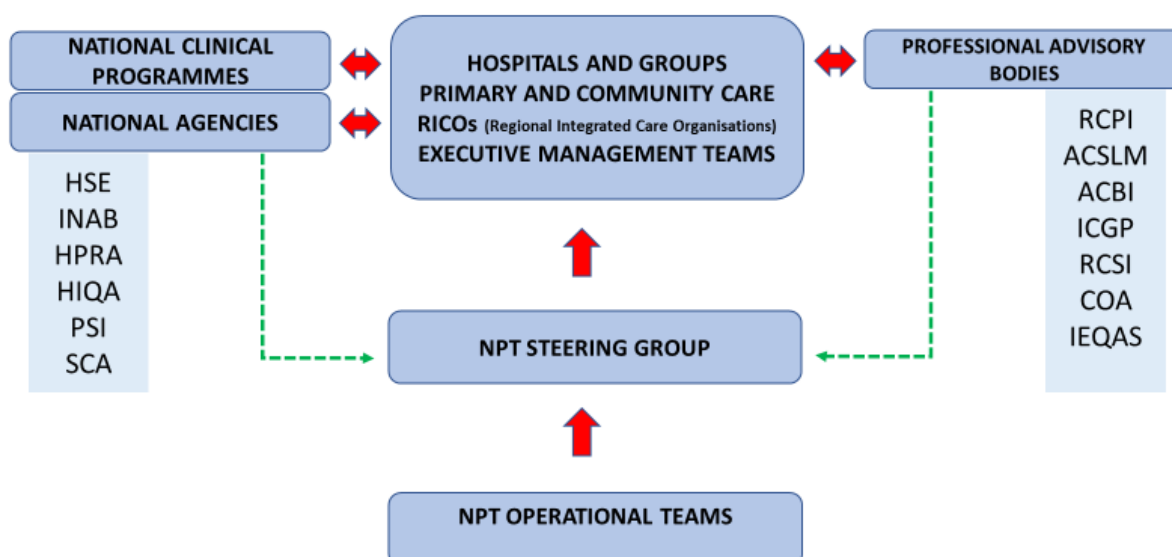 NATIONAL CLINICAL
PROGRAMMES
NATIONAL AGENCIES
HSE
INAB
HPRA
HIQA
PSI
SCA
HOSPITALS AND GROUPS
PRIMARY AND COMMUNITY CARE
RICOs (Regional Integrated Care Organisations)
EXECUTIVE MANAGEMENT TEAMS
PROFESSIONAL ADVISORY
BODIES
RCPI
ACSLM
ACBI
ICGP
RCSI
COA
IEQAS
NPT STEERING GROUP
NPT OPERATIONAL TEAMS